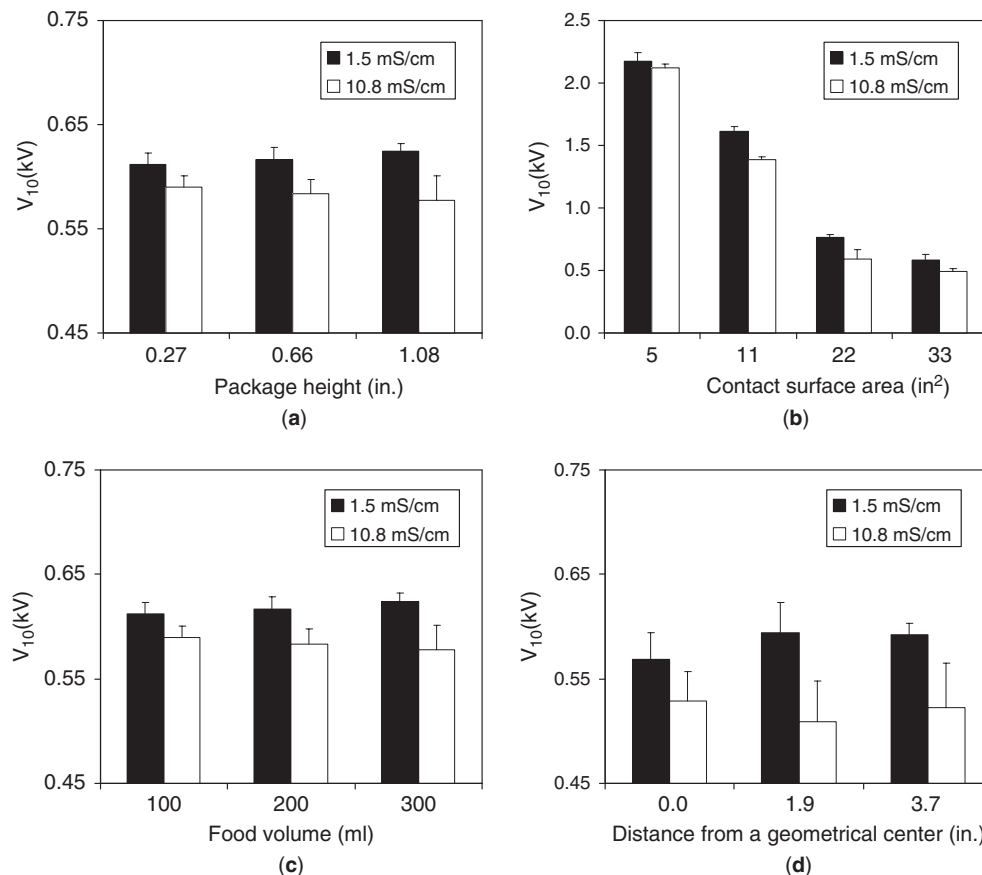 0.75
0.65
0.55
0.45
V10(kV)
1.5 mS/cm
10.8 mS/cm
0.27 0.66 1.08
Package height (in.)
(a)
2.5
2.0
1.5
1.0
0.5
0.0
V10(kV)
1.5 mS/cm
10.8 mS/cm
5 11 22 33
Contact surface area (in²)
(b)
0.75
0.65
0.55
0.45
V10(kV)
1.5 mS/cm
10.8 mS/cm
100 200 300
Food volume (ml)
(c)
0.75
0.65
0.55
0.45
V10(kV)
1.5 mS/cm
10.8 mS/cm
0.0 1.9 3.7
Distance from a geometrical center (in.)
(d)